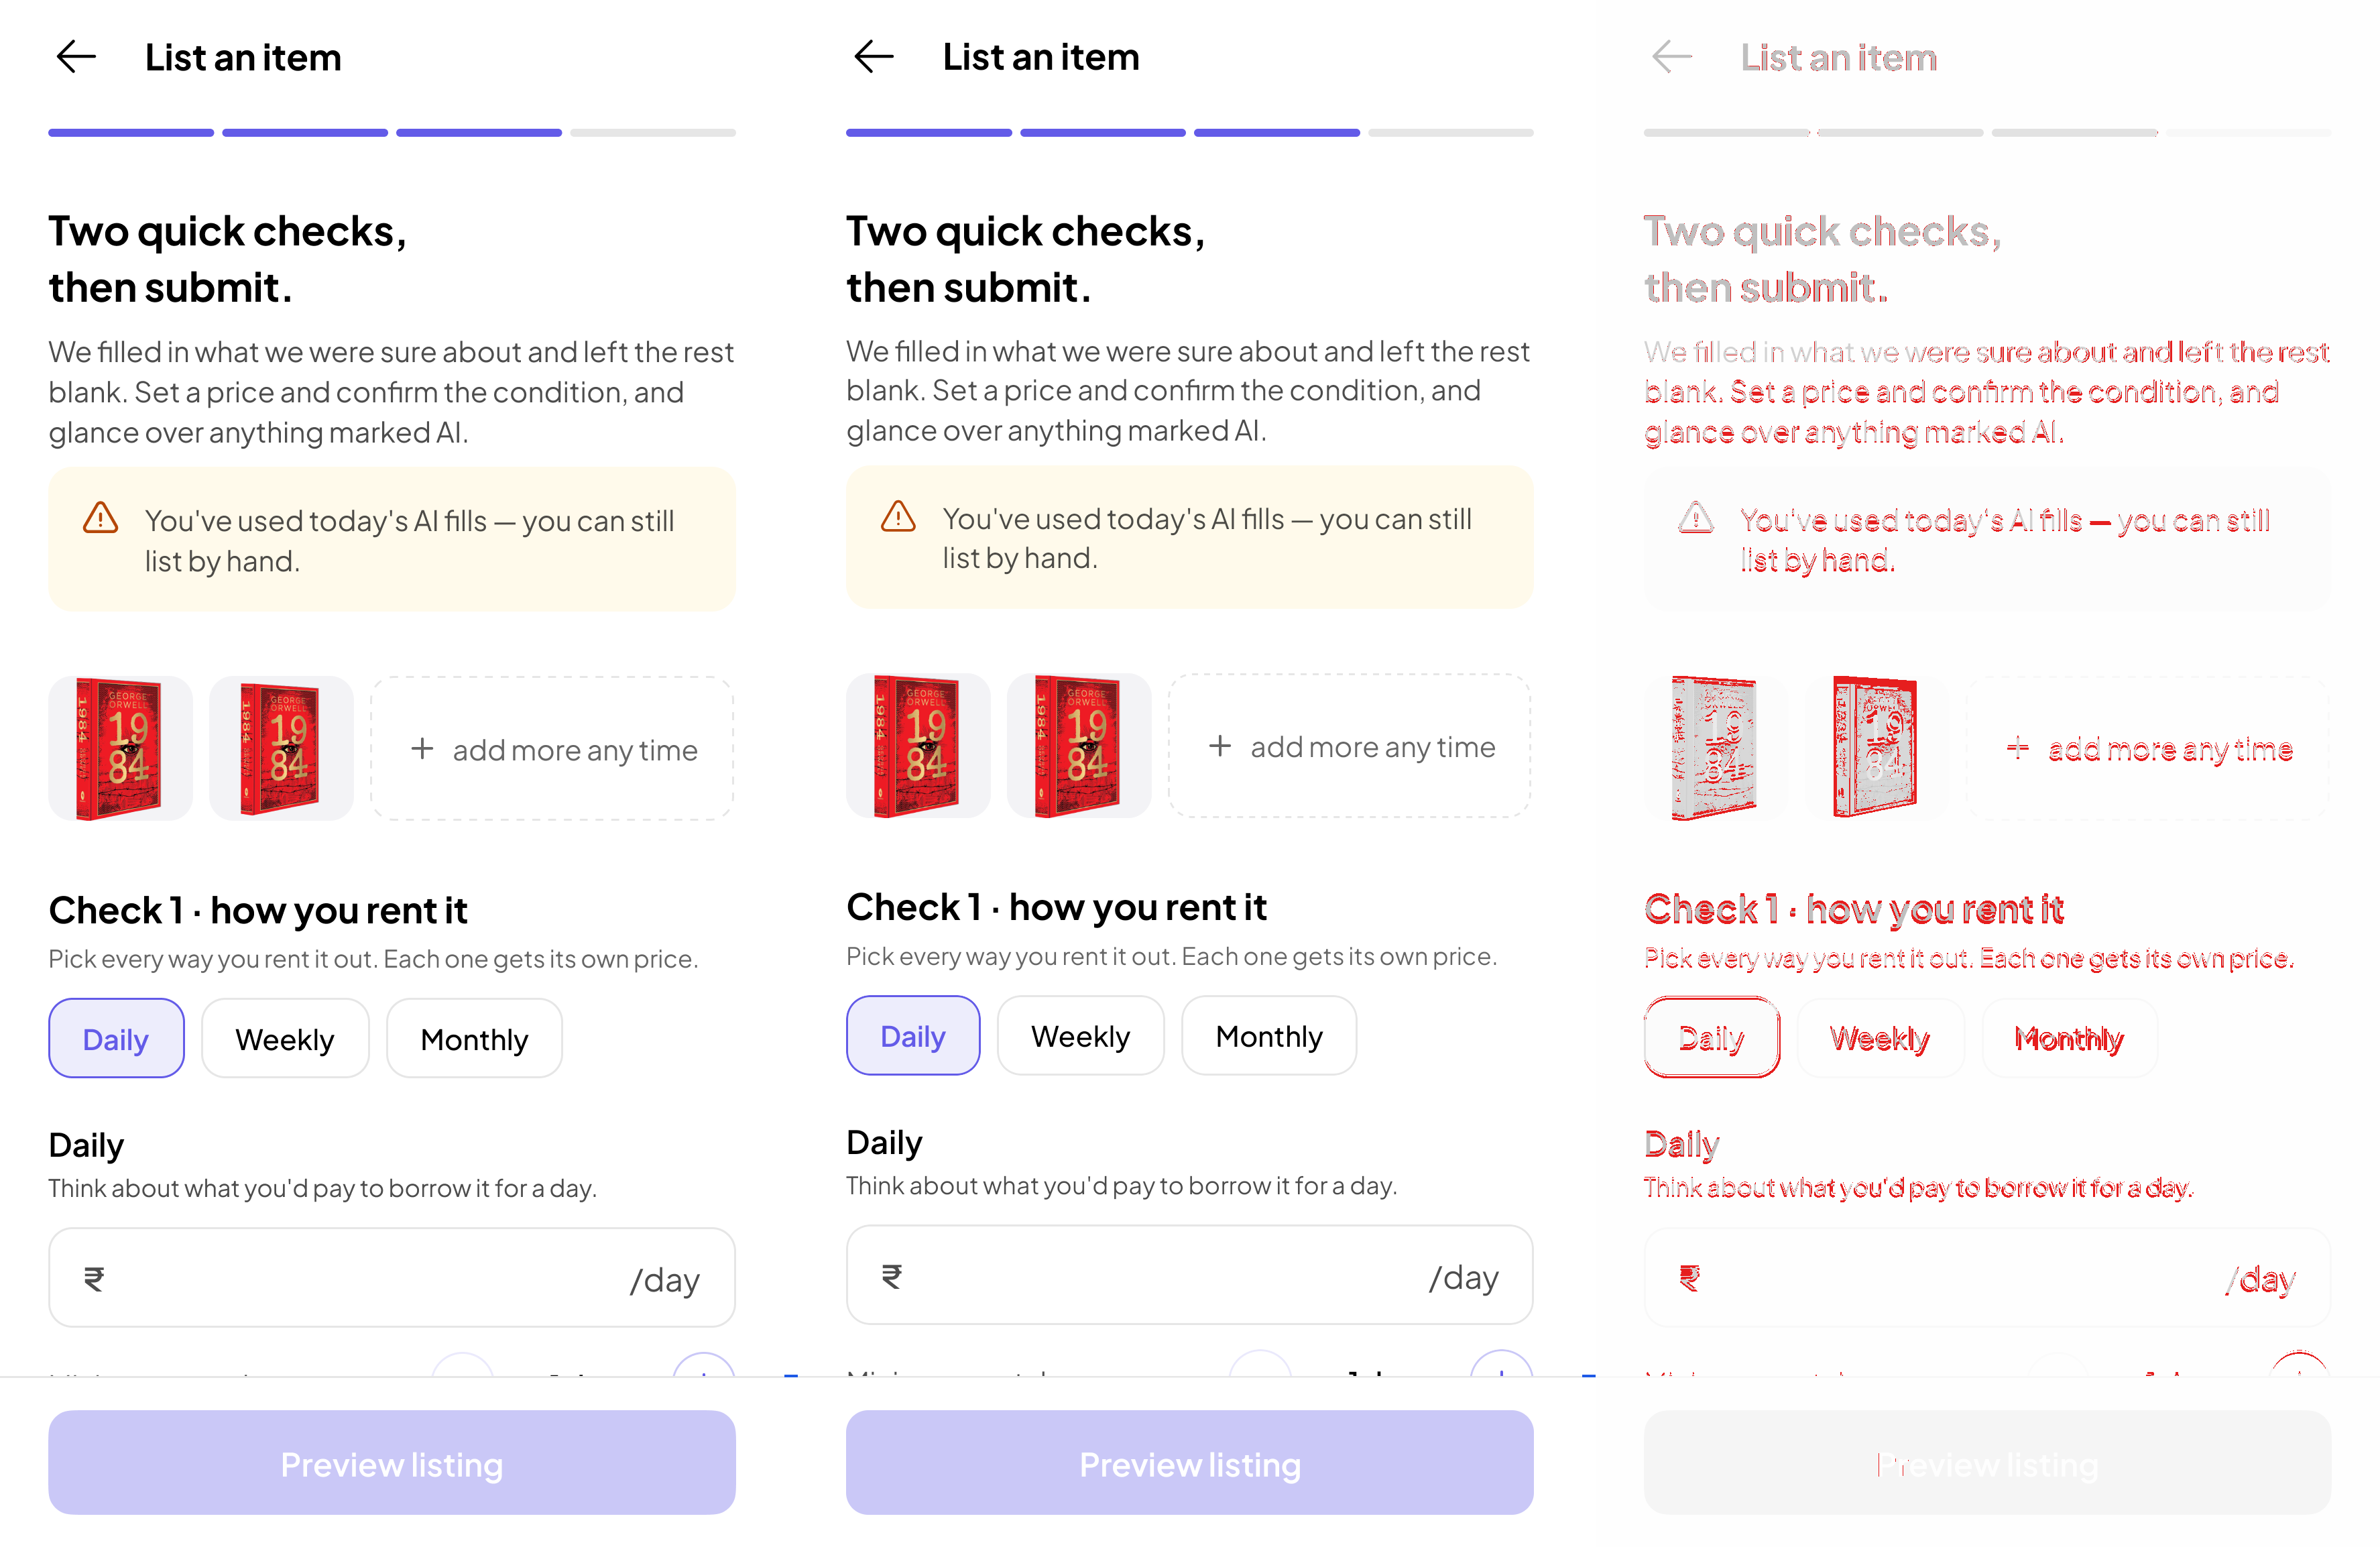 List an item
Two quick checks,
then submit.
We filled in what we were sure about and left the rest
blank. Set a price and confirm the condition, and
glance over anything marked AI.
You've used today's AI fills — you can still
list by hand.
1984
GEORGE
ORWELL
19
84
1984
GEORGE
ORWELL
19
84
+ add more any time
Check 1 · how you rent it
Pick every way you rent it out. Each one gets its own price.
Daily
Weekly
Monthly
Daily
Think about what you'd pay to borrow it for a day.
₹
/day
Preview listing
List an item
Two quick checks,
then submit.
We filled in what we were sure about and left the rest
blank. Set a price and confirm the condition, and
glance over anything marked AI.
You've used today's AI fills — you can still
list by hand.
1984
GEORGE
ORWELL
19
84
1984
GEORGE
ORWELL
19
84
+ add more any time
Check 1 · how you rent it
Pick every way you rent it out. Each one gets its own price.
Daily
Weekly
Monthly
Daily
Think about what you'd pay to borrow it for a day.
₹
/day
Preview listing
List an item
Two quick checks,
then submit.
We filled in what we were sure about and left the rest
blank. Set a price and confirm the condition, and
glance over anything marked AI.
You've used today's AI fills — you can still
list by hand.
19
84
19
84
+ add more any time
Check 1 · how you rent it
Pick every way you rent it out. Each one gets its own price.
Daily
Weekly
Monthly
Daily
Think about what you'd pay to borrow it for a day.
₹
/day
Preview listing